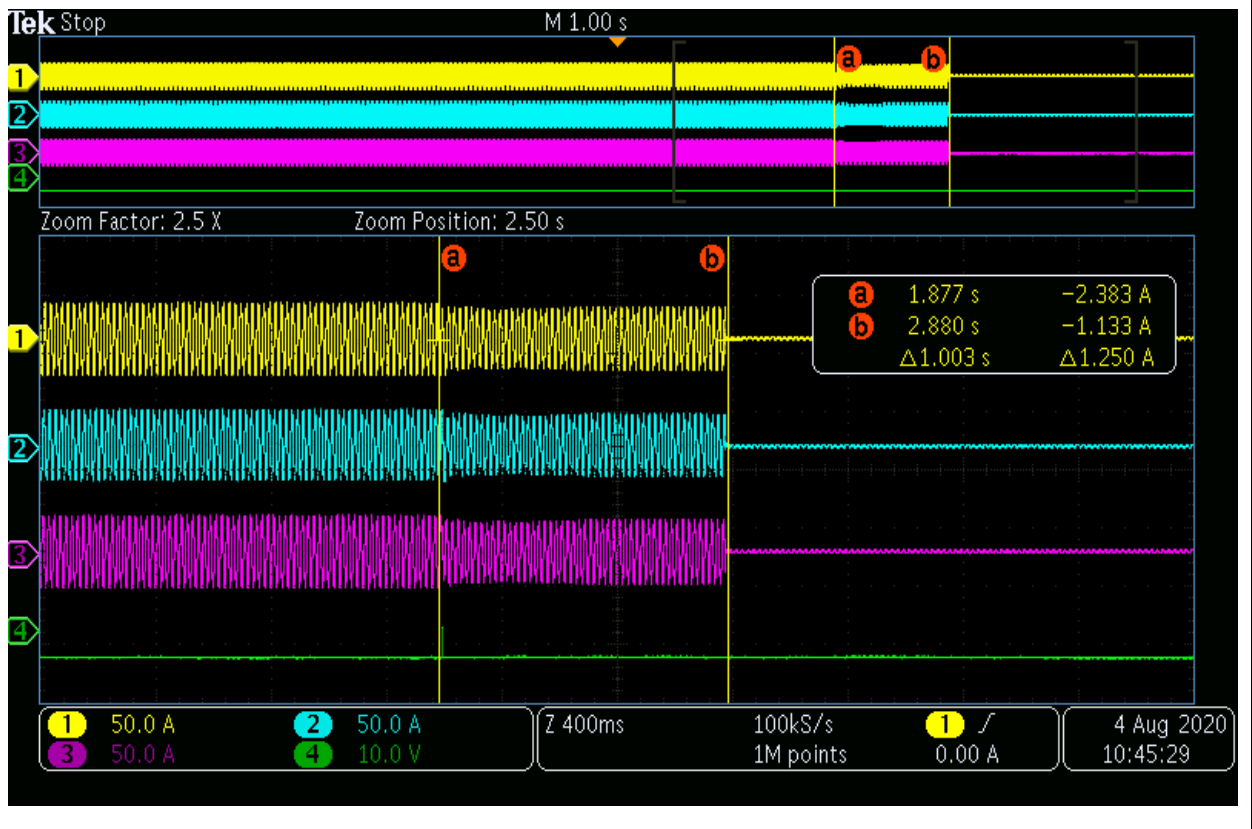 Tek Stop M 1.00 s
1 a b
2
3
4
Zoom Factor: 2.5 X Zoom Position: 2.50 s
a b
a 1.877 s -2.383 A
b 2.880 s -1.133 A
△1.003 s △1.250 A
1
2
3
4
1 50.0 A 2 50.0 A Z 400ms 100kS/s 1 4 Aug 2020
3 50.0 A 4 10.0 V 1M points 0.00 A 10:45:29